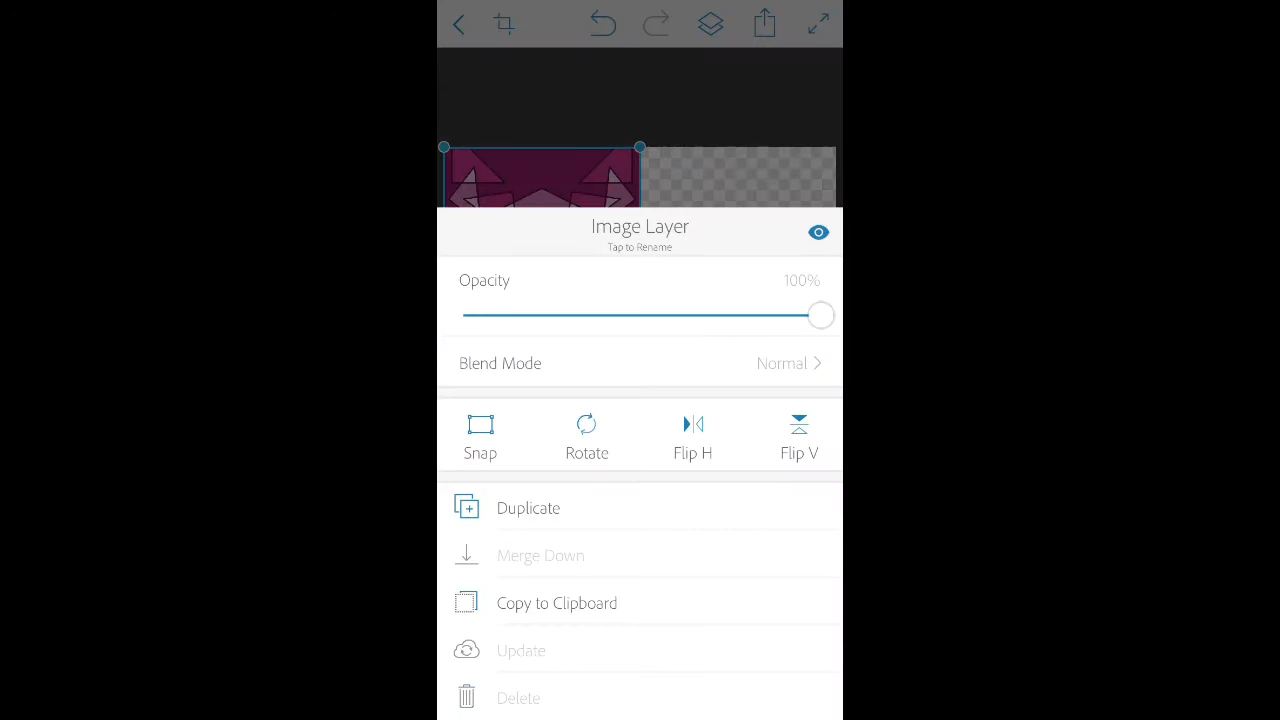 Image Layer
Tap to Rename
Opacity 100%
Blend Mode Normal
Snap Rotate Flip H Flip V
Duplicate
Merge Down
Copy to Clipboard
Update
Delete